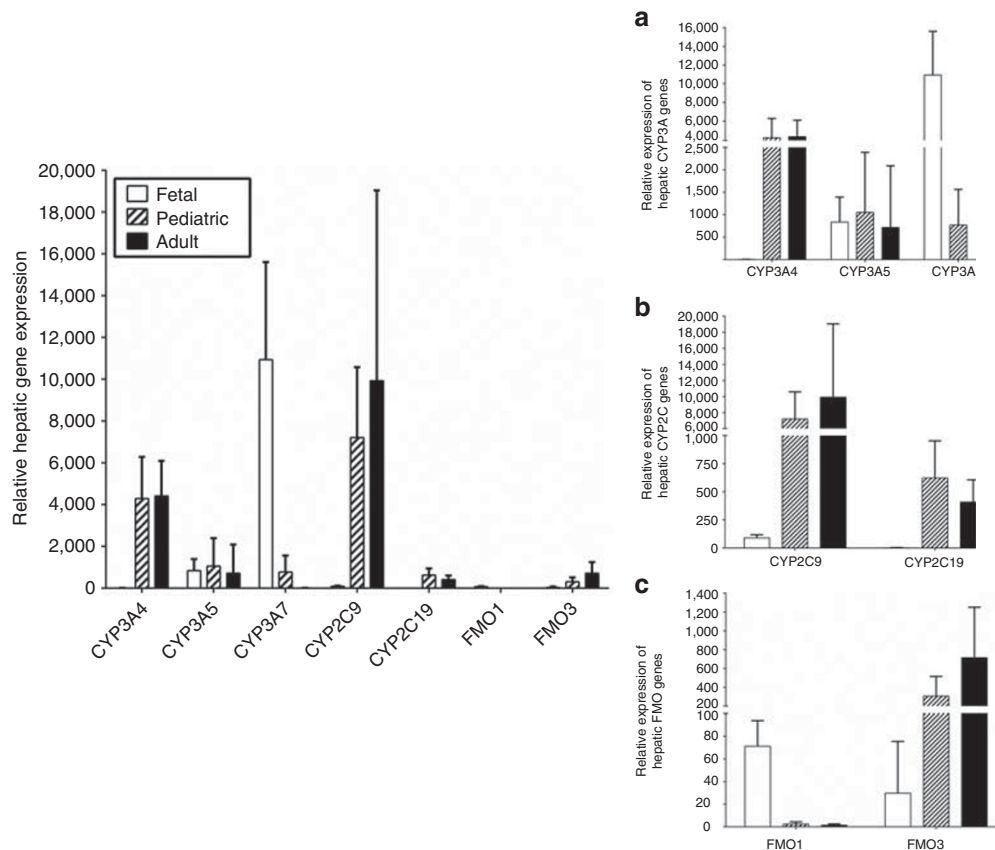 Relative hepatic gene expression
20,000
18,000
16,000
14,000
12,000
10,000
8,000
6,000
4,000
2,000
0
Fetal
Pediatric
Adult
CYP3A4
CYP3A5
CYP3A7
CYP2C9
CYP2C19
FMO1
FMO3
a
Relative expression of
hepatic CYP3A genes
16,000
14,000
12,000
10,000
8,000
6,000
4,000
2,500
2,000
1,500
1000
500
CYP3A4
CYP3A5
CYP3A
b
Relative expression of
hepatic CYP2C genes
20,000
18,000
16,000
14,000
12,000
10,000
8,000
6,000
1,000
750
500
250
0
CYP2C9
CYP2C19
c
Relative expression of
hepatic FMO genes
1,400
1,200
1,000
800
600
400
200
100
80
60
40
20
0
FMO1
FMO3